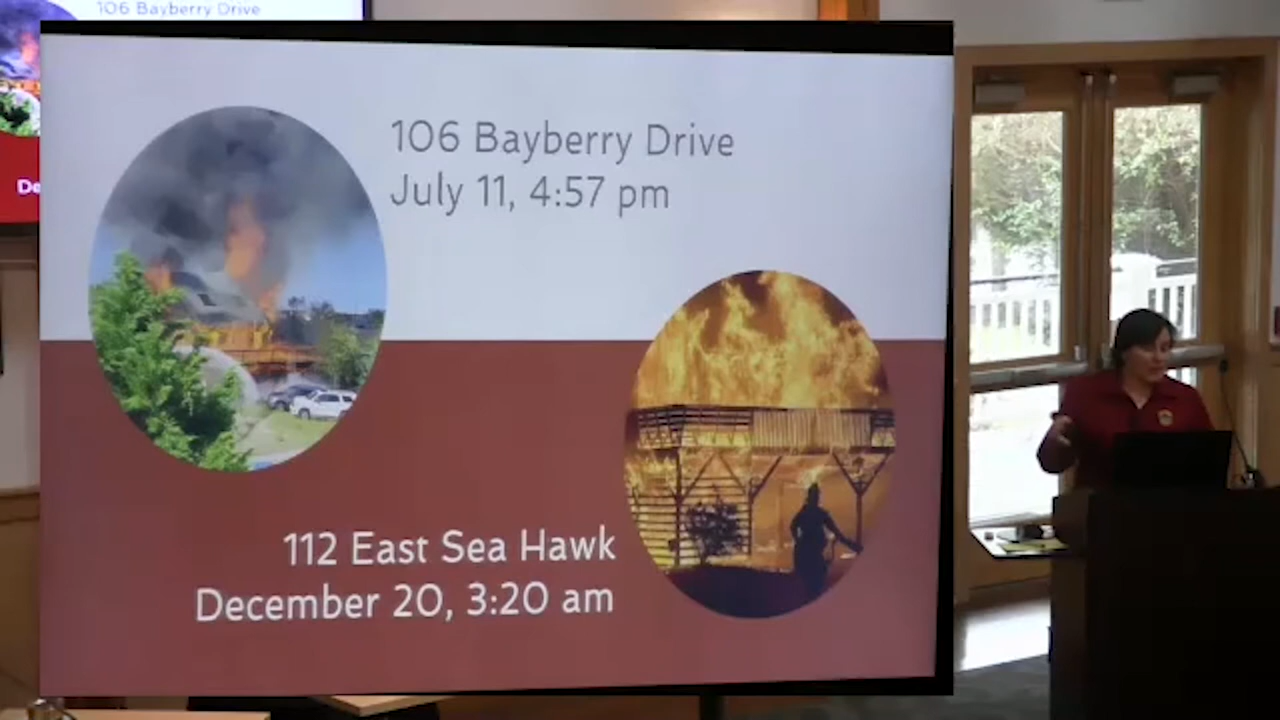 106 Bayberry Drive
106 Bayberry Drive
July 11, 4:57 pm
De
112 East Sea Hawk
December 20, 3:20 am